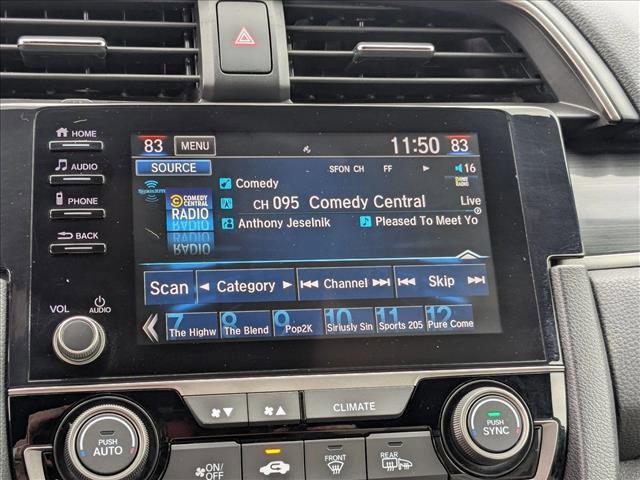 HOME
AUDIO
PHONE
BACK
VOL
AUDIO
83 MENU 11:50 83
SOURCE SFON CH FF 16
siriusxm Comedy
COMEDY CENTRAL RADIO
CH 095 Comedy Central Live
Anthony Jeselnik Pleased To Meet Yo
Scan Category Channel Skip
7 8 9 10 11 12
The Highw The Blend Pop2K Siriusly Sin Sports 205 Pure Come
CLIMATE
PUSH AUTO
PUSH SYNC
ON/OFF
FRONT
REAR